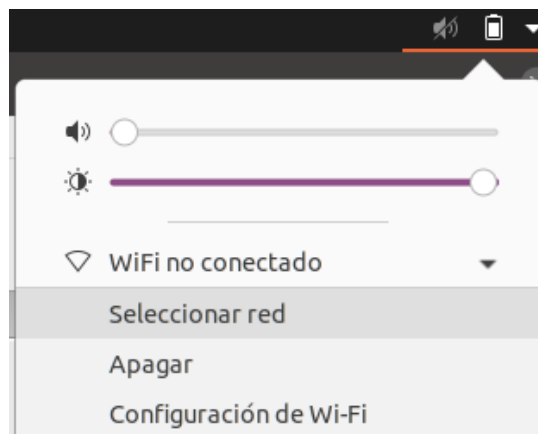 WiFi no conectado
Seleccionar red
Apagar
Configuración de Wi-Fi